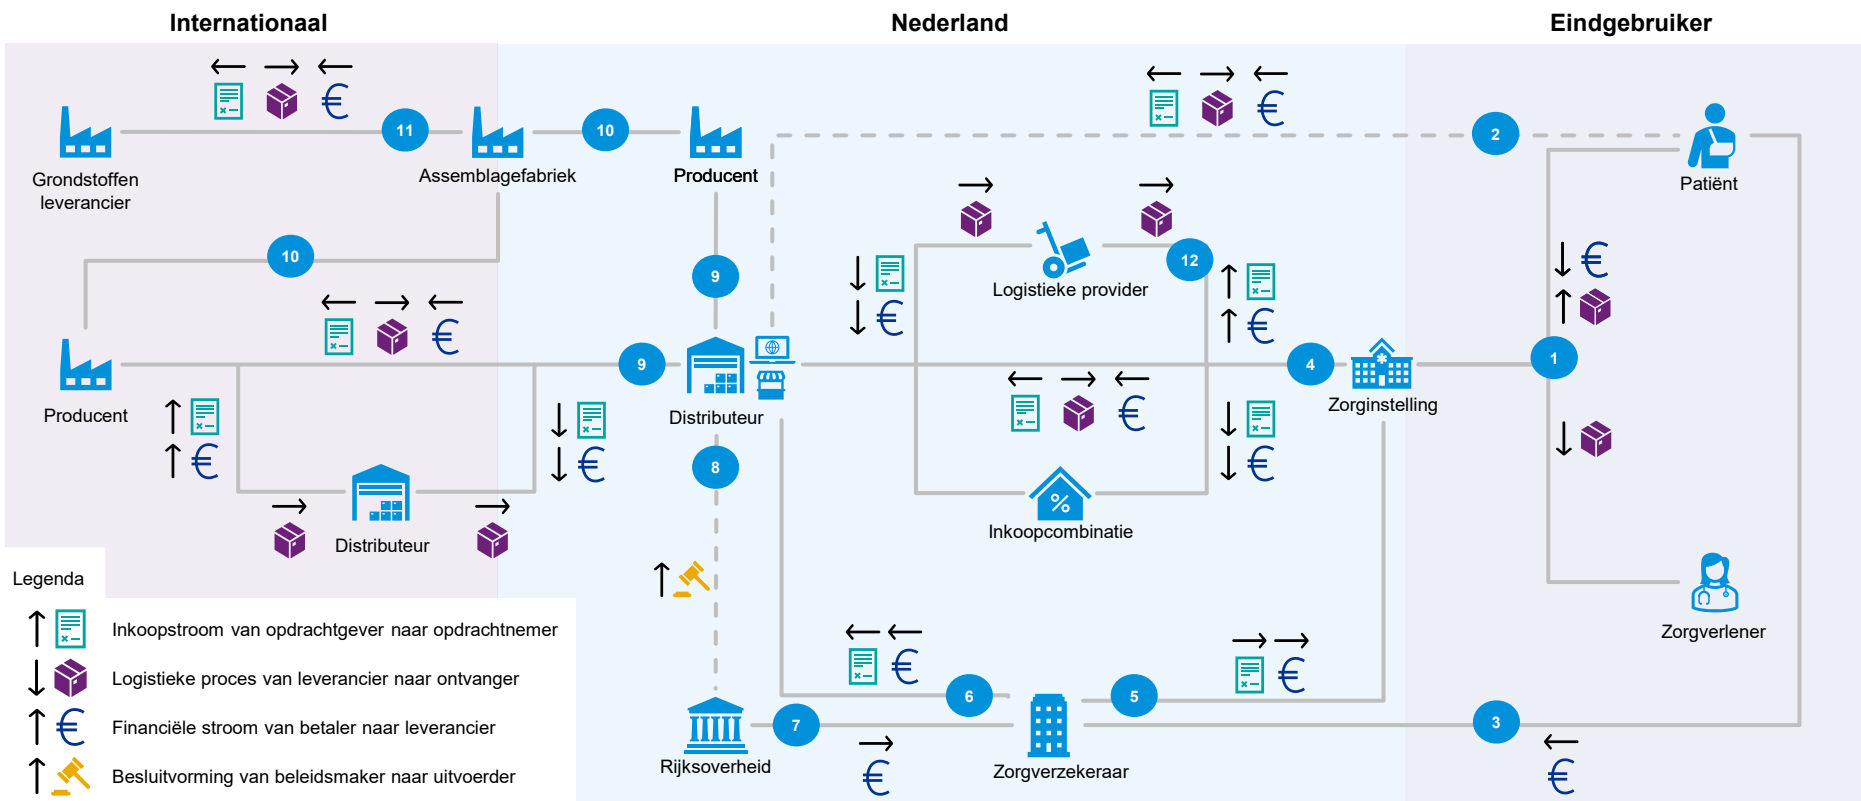 Internationaal
Nederland
Eindgebruiker
11
10
2
Grondstoffen
leverancier
Assemblagefabriek
Producent
Patiënt
10
9
12
Logistieke provider
9
4
1
Producent
Distributeur
Zorginstelling
8
Distributeur
Inkoopcombinatie
Zorgverlener
6
5
7
3
Rijksoverheid
Zorgverzekeraar
Legenda
Inkoopstroom van opdrachtgever naar opdrachtnemer
Logistieke proces van leverancier naar ontvanger
Financiële stroom van betaler naar leverancier
Besluitvorming van beleidsmaker naar uitvoerder